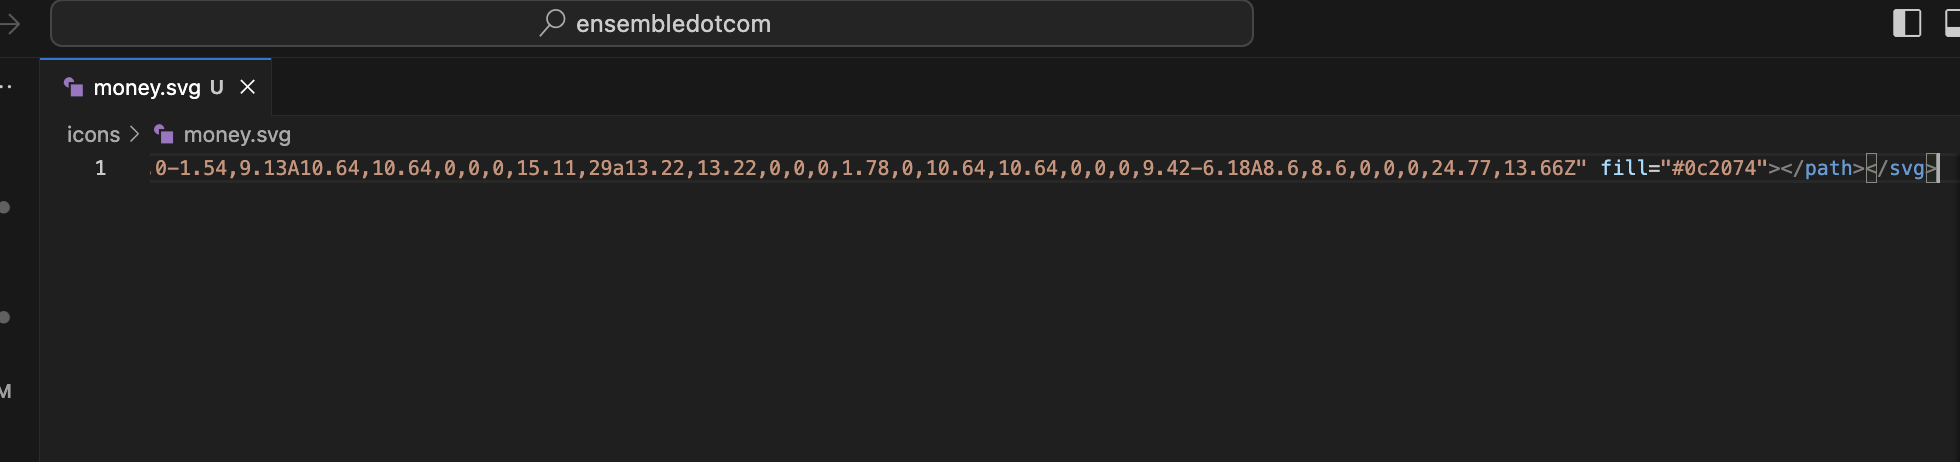 ensembledotcom
money.svg U
icons > money.svg
1 .0-1.54,9.13A10.64,10.64,0,0,0,15.11,29a13.22,13.22,0,0,0,1.78,0,10.64,10.64,0,0,0,9.42-6.18A8.6,8.6,0,0,0,24.77,13.66Z" fill="#0c2074"></path></svg>
M